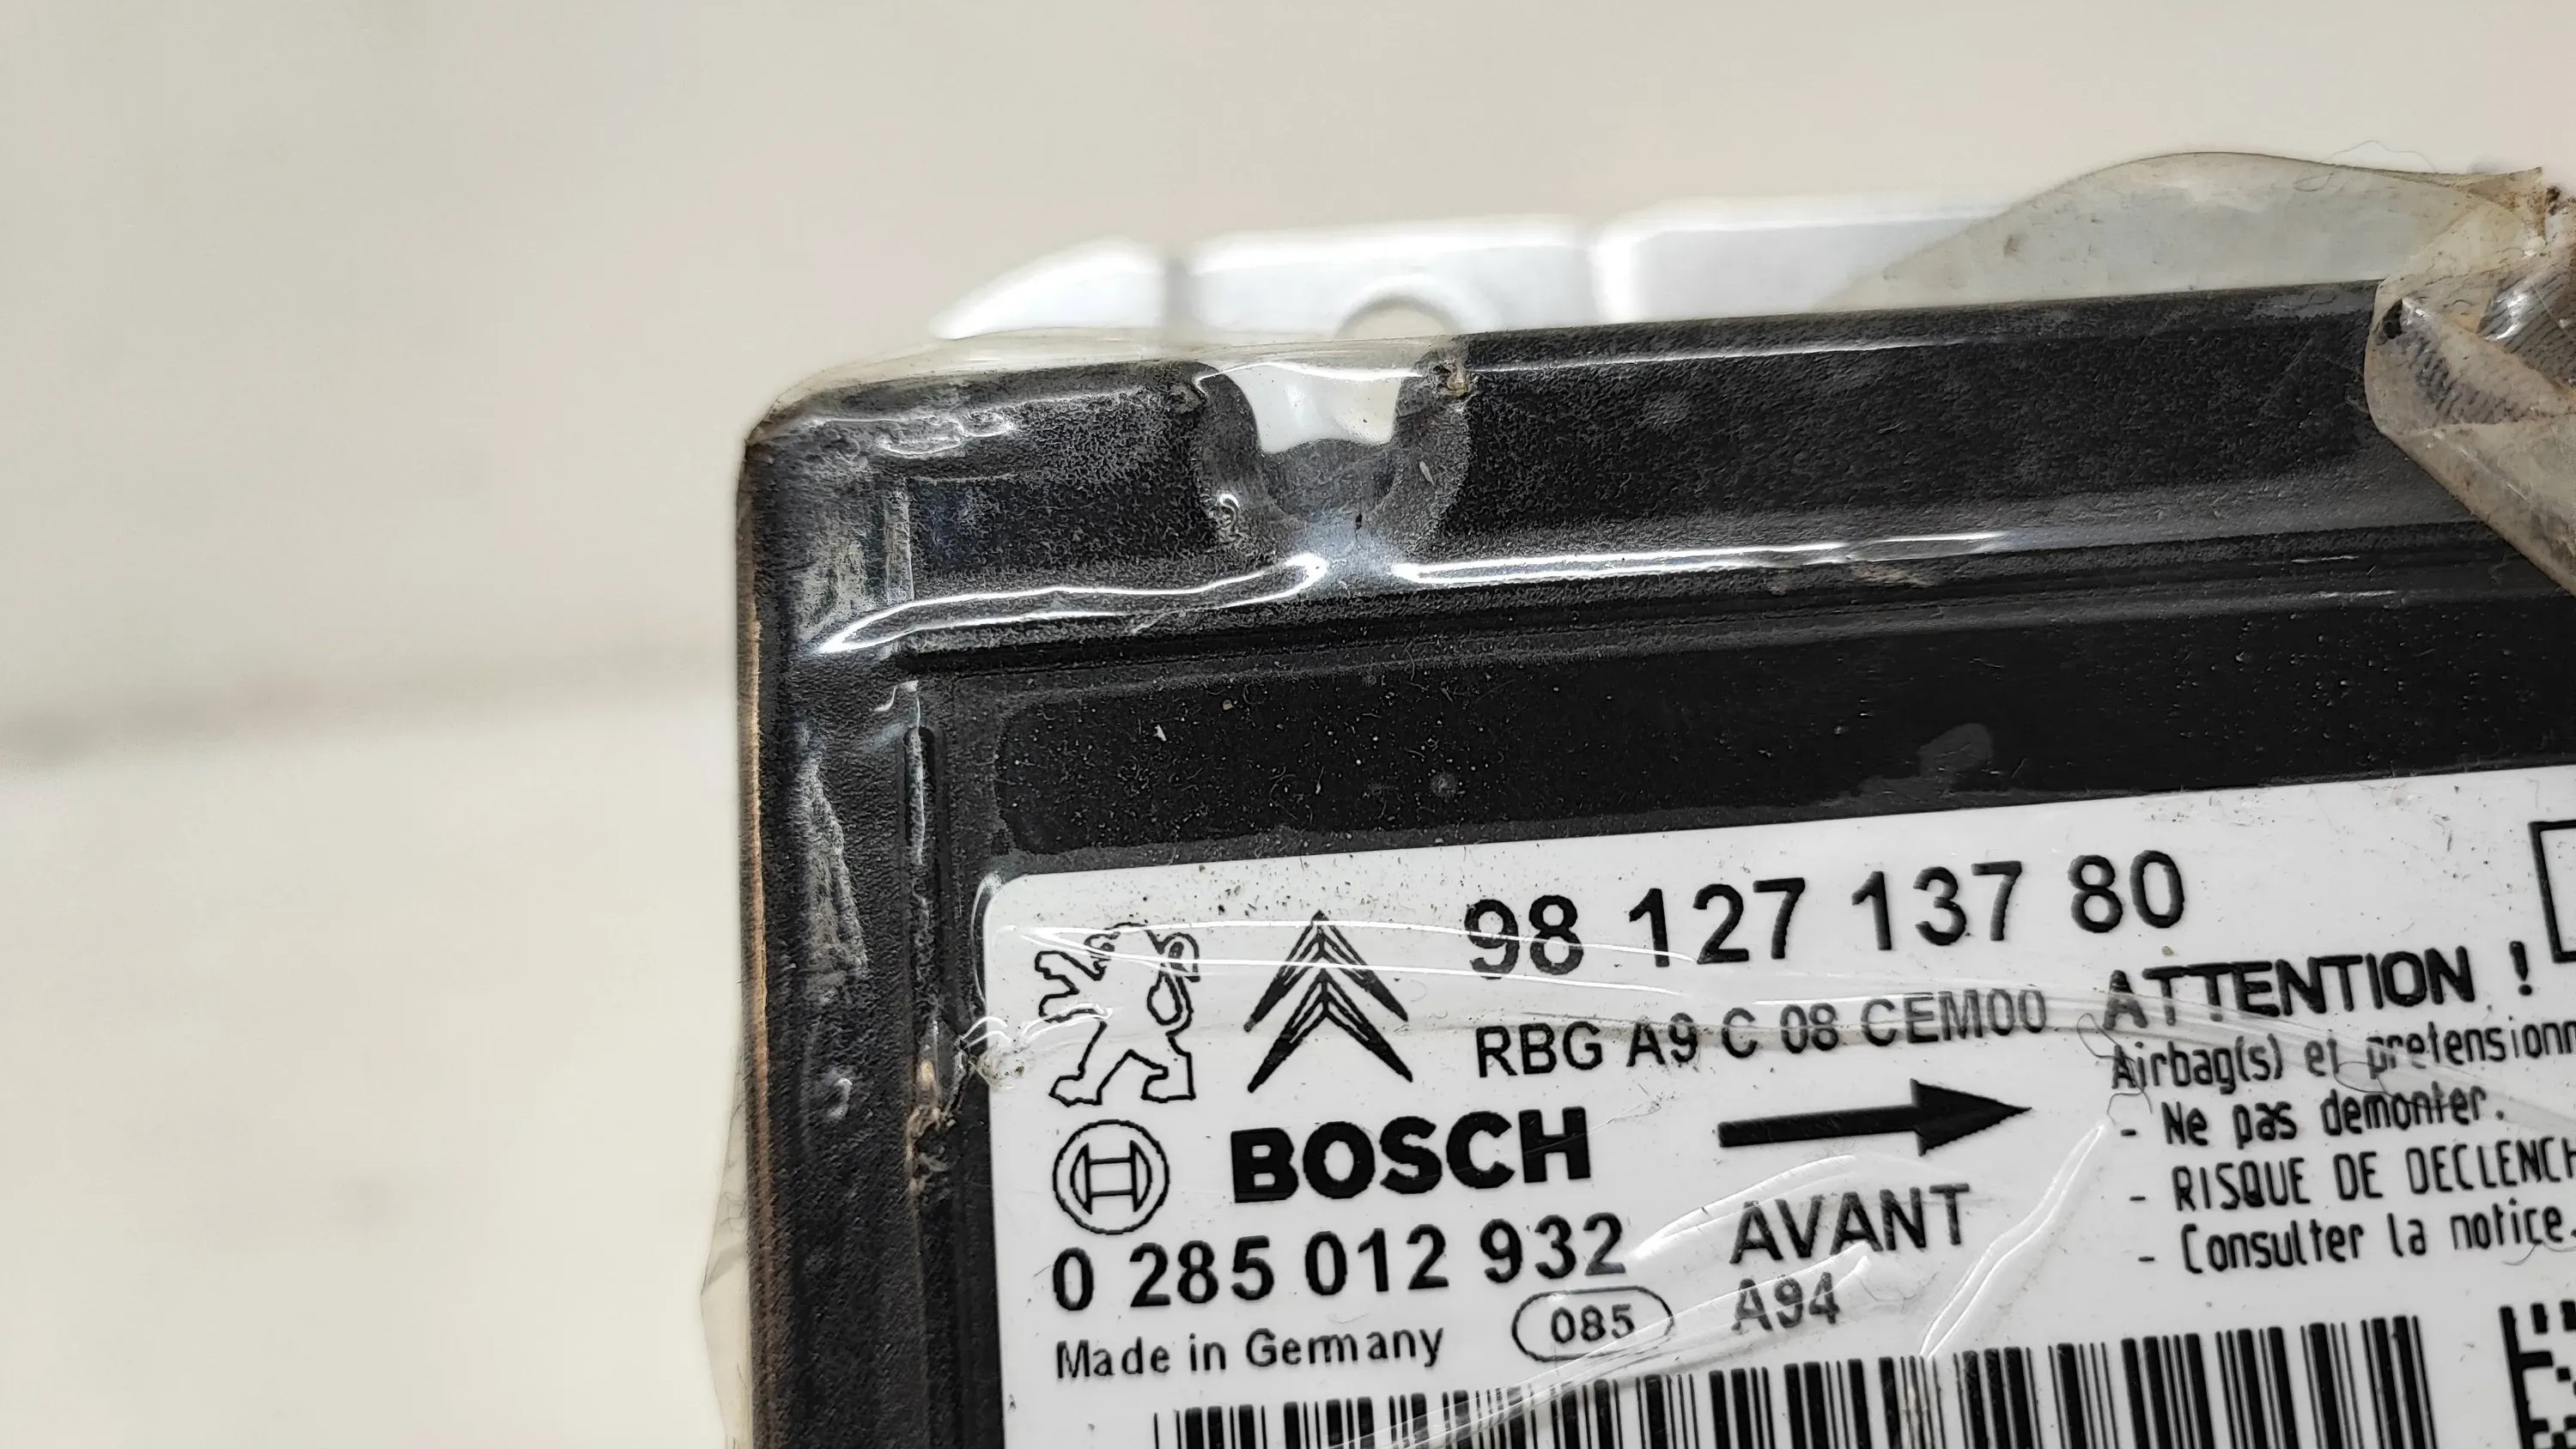 98 127 137 80
RBG A9 C 08 CEM00
BOSCH
0 285 012 932
Made in Germany
085
AVANT
A94
ATTENTION !
Airbag(s) et
- Ne pas demonter.
- RISQUE DE
- Consulter la notice.